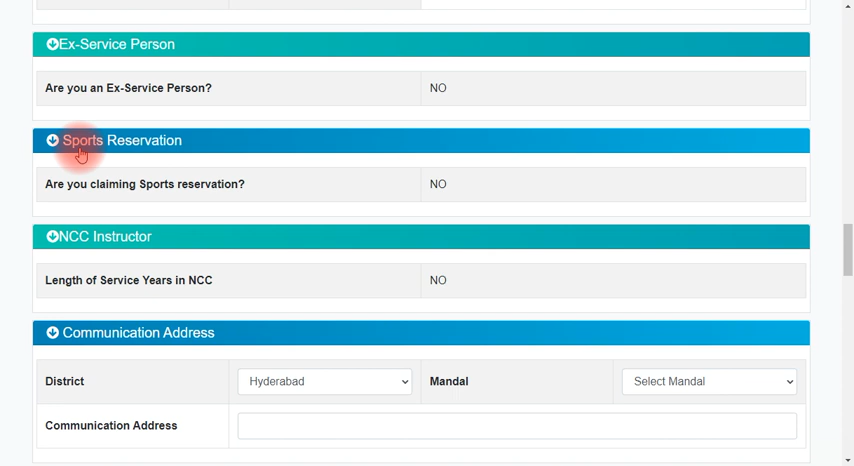 Ex-Service Person
Are you an Ex-Service Person? NO
Sports Reservation
Are you claiming Sports reservation? NO
NCC Instructor
Length of Service Years in NCC NO
Communication Address
District Hyderabad Mandal Select Mandal
Communication Address